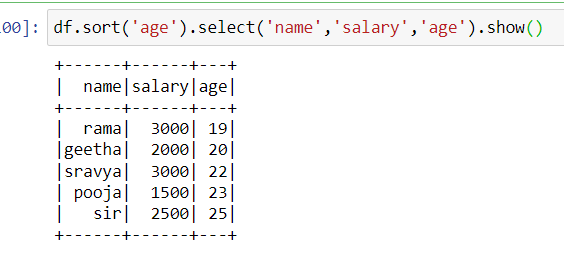 .00]: df.sort('age').select('name','salary','age').show()
+------+------+---+
|  name|salary|age|
+------+------+---+
|  rama|  3000| 19|
|geetha|  2000| 20|
|sravya|  3000| 22|
| pooja|  1500| 23|
|   sir|  2500| 25|
+------+------+---+